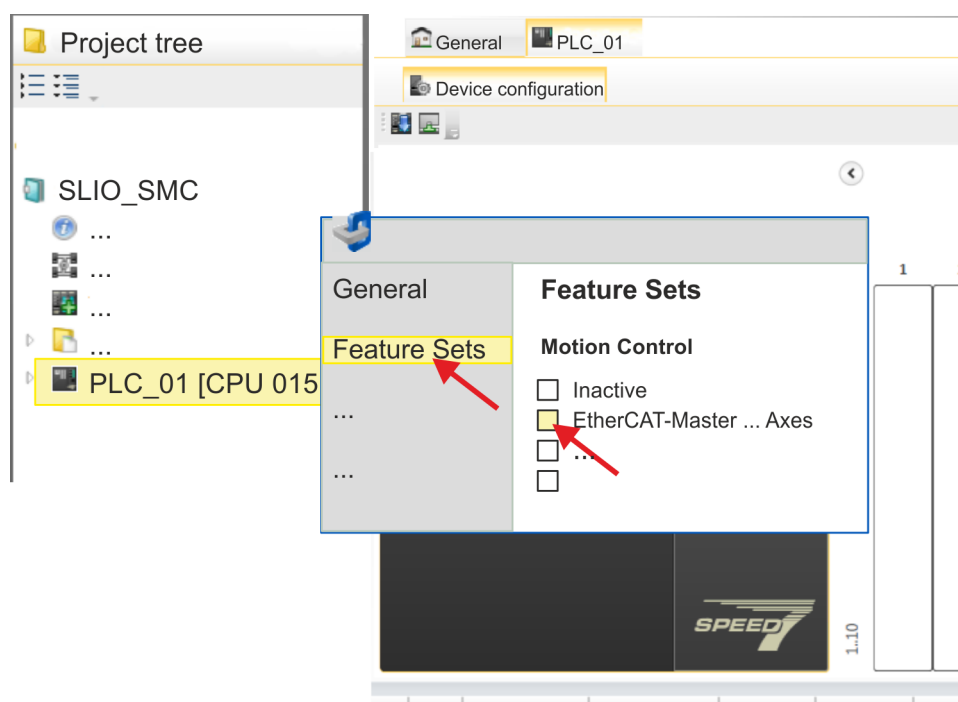 Project tree
General
PLC_01
Device configuration
SLIO_SMC
...
...
...
...
PLC_01 [CPU 015
General
Feature Sets
...
...
Feature Sets
Motion Control
Inactive
EtherCAT-Master ... Axes
...
1
SPEED7
1..10